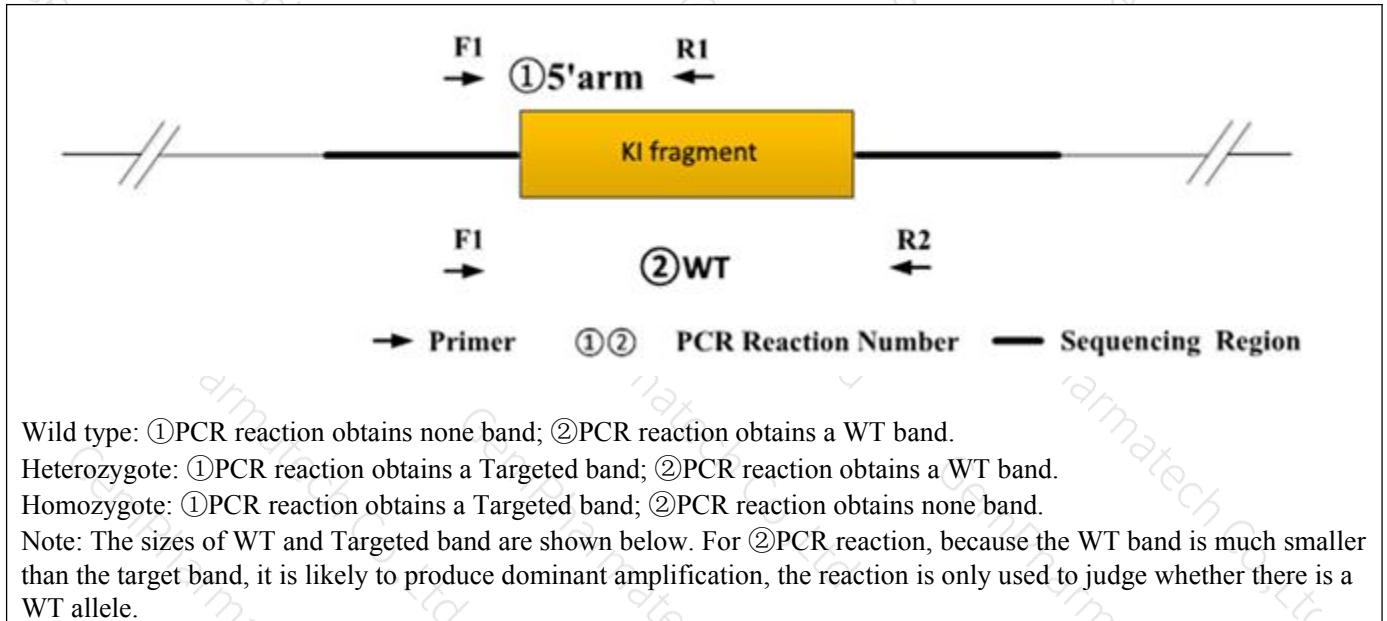 F1 R1
①5'arm
KI fragment
F1 R2
②WT
Primer ①② PCR Reaction Number Sequencing Region
Wild type: ①PCR reaction obtains none band; ②PCR reaction obtains a WT band.
Heterozygote: ①PCR reaction obtains a Targeted band; ②PCR reaction obtains a WT band.
Homozygote: ①PCR reaction obtains a Targeted band; ②PCR reaction obtains none band.
Note: The sizes of WT and Targeted band are shown below. For ②PCR reaction, because the WT band is much smaller
than the target band, it is likely to produce dominant amplification, the reaction is only used to judge whether there is a
WT allele.